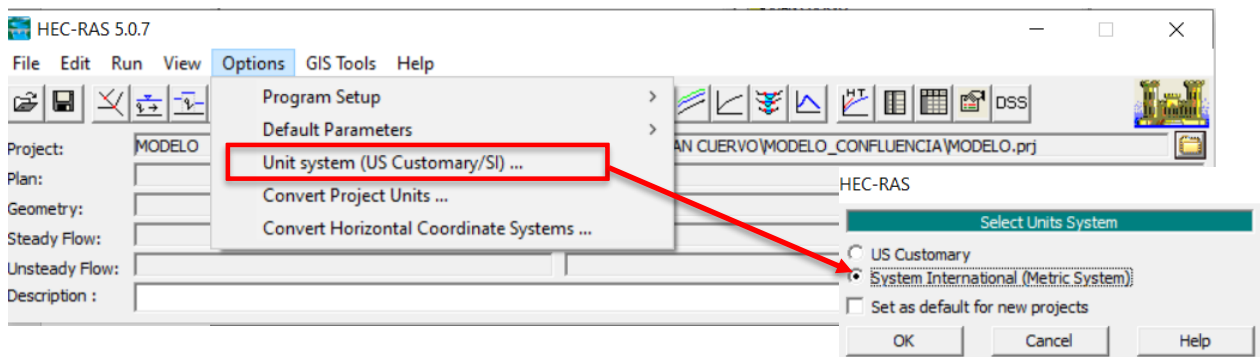 HEC-RAS 5.0.7
File Edit Run View Options GIS Tools Help
Program Setup
HT
DSS
Default Parameters
Project: MODELO AN CUERVO\MODELO_CONFLUENCIA\MODELO.prj
Unit system (US Customary/SI) ...
Plan:
HEC-RAS
Convert Project Units ...
Geometry:
Select Units System
Convert Horizontal Coordinate Systems ...
Steady Flow:
US Customary
Unsteady Flow:
System International (Metric System)
Description :
Set as default for new projects
OK Cancel Help